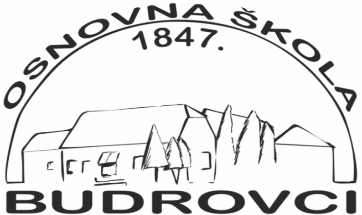 OSNOVNA ŠKOLA
1847.
BUDROVCI